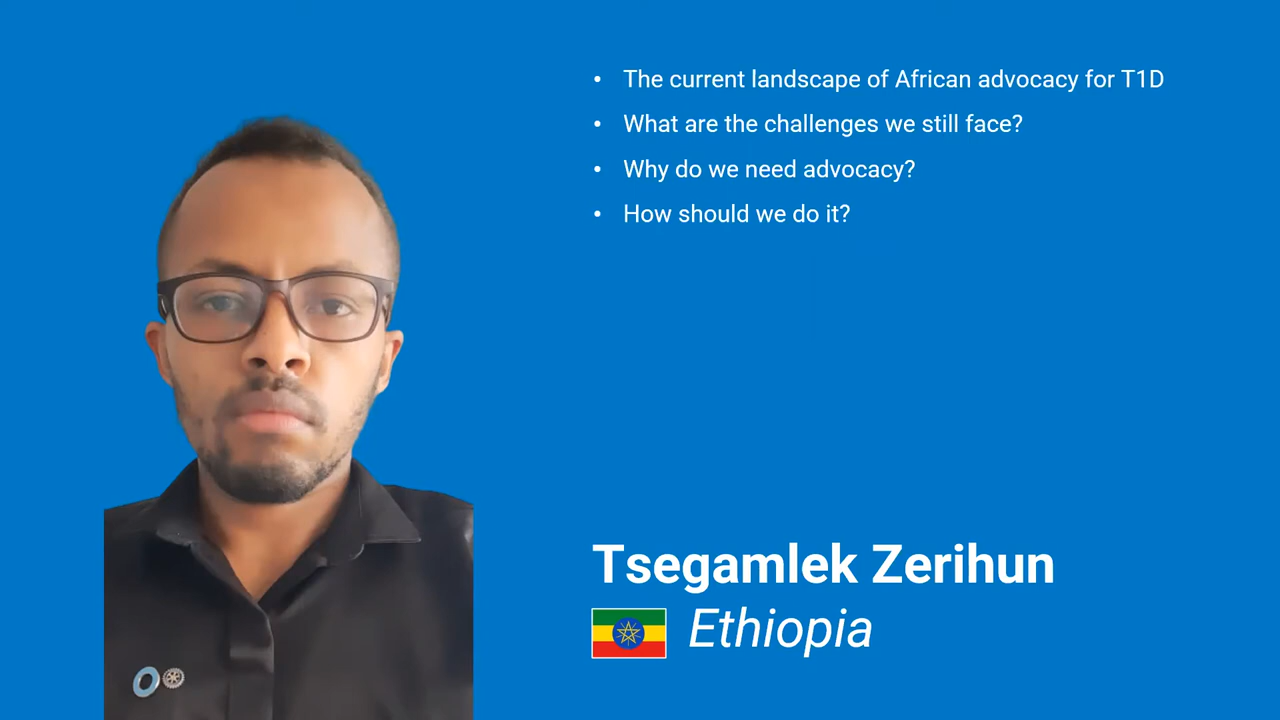 • The current landscape of African advocacy for T1D
• What are the challenges we still face?
• Why do we need advocacy?
• How should we do it?
Tsegamlek Zerihun
Ethiopia